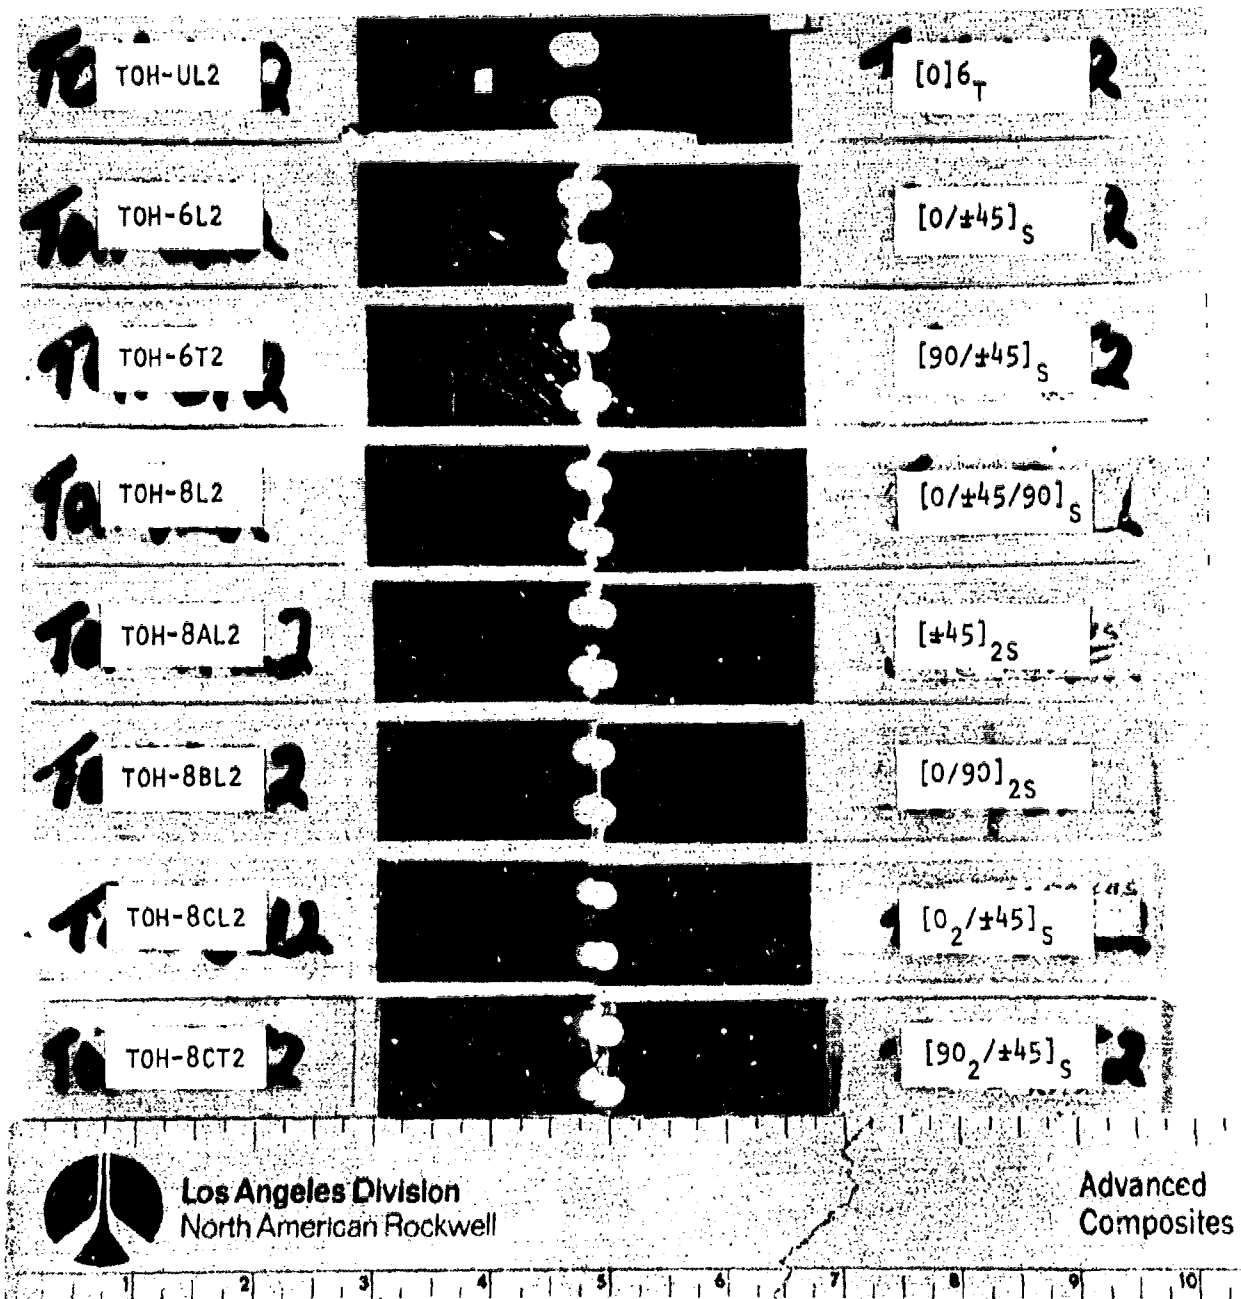 TOH-UL2 [0]6T
TOH-6L2 [0/±45]S
TOH-6T2 [90/±45]S
TOH-8L2 [0/±45/90]S
TOH-8AL2 [±45]2S
TOH-8BL2 [0/90]2S
TOH-8CL2 [02/±45]S
TOH-8CT2 [902/±45]S
Los Angeles Division
North American Rockwell
Advanced
Composites
1 2 3 4 5 6 7 8 9 10